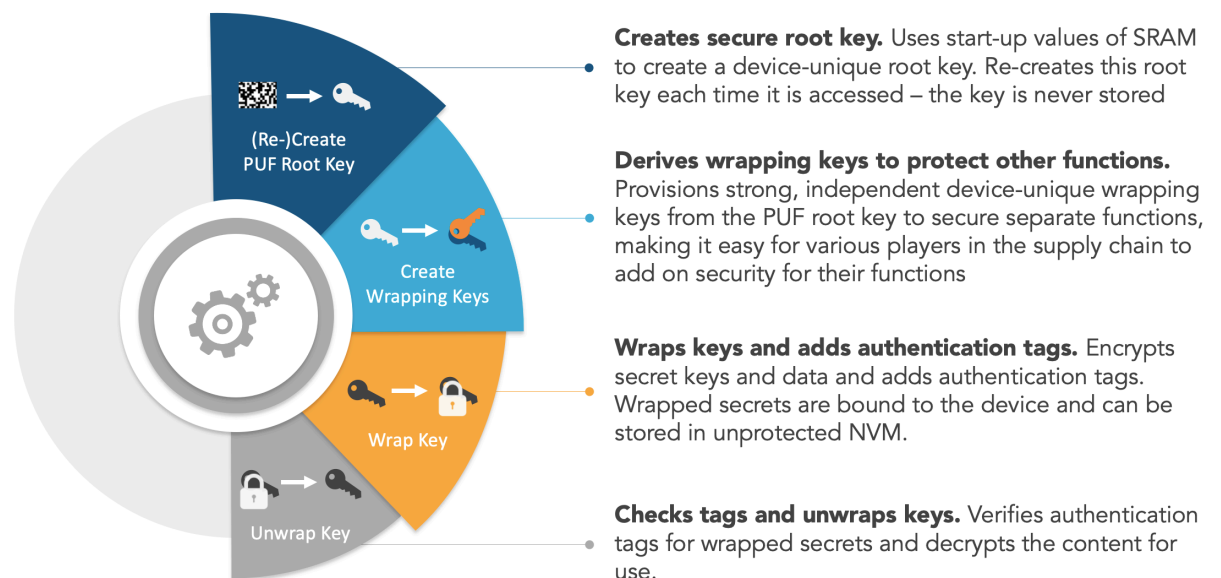 (Re-)Create
PUF Root Key
Create
Wrapping Keys
Wrap Key
Unwrap Key
Creates secure root key. Uses start-up values of SRAM
to create a device-unique root key. Re-creates this root
key each time it is accessed – the key is never stored
Derives wrapping keys to protect other functions.
Provisions strong, independent device-unique wrapping
keys from the PUF root key to secure separate functions,
making it easy for various players in the supply chain to
add on security for their functions
Wraps keys and adds authentication tags. Encrypts
secret keys and data and adds authentication tags.
Wrapped secrets are bound to the device and can be
stored in unprotected NVM.
Checks tags and unwraps keys. Verifies authentication
tags for wrapped secrets and decrypts the content for
use.